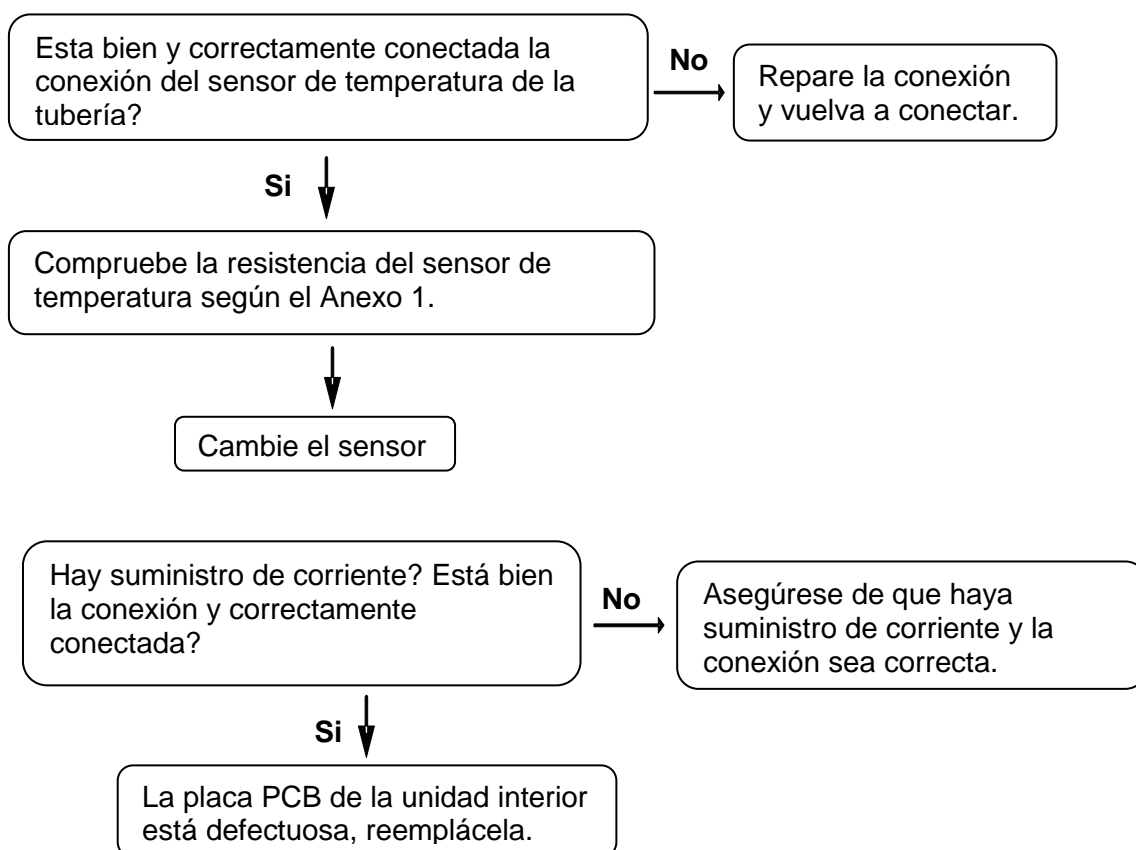 Esta bien y correctamente conectada la
conexión del sensor de temperatura de la
tubería?
No
Repare la conexión
y vuelva a conectar.
Si
Compruebe la resistencia del sensor de
temperatura según el Anexo 1.
Cambie el sensor
Hay suministro de corriente? Está bien
la conexión y correctamente
conectada?
No
Asegúrese de que haya
suministro de corriente y la
conexión sea correcta.
Si
La placa PCB de la unidad interior
está defectuosa, reemplácela.